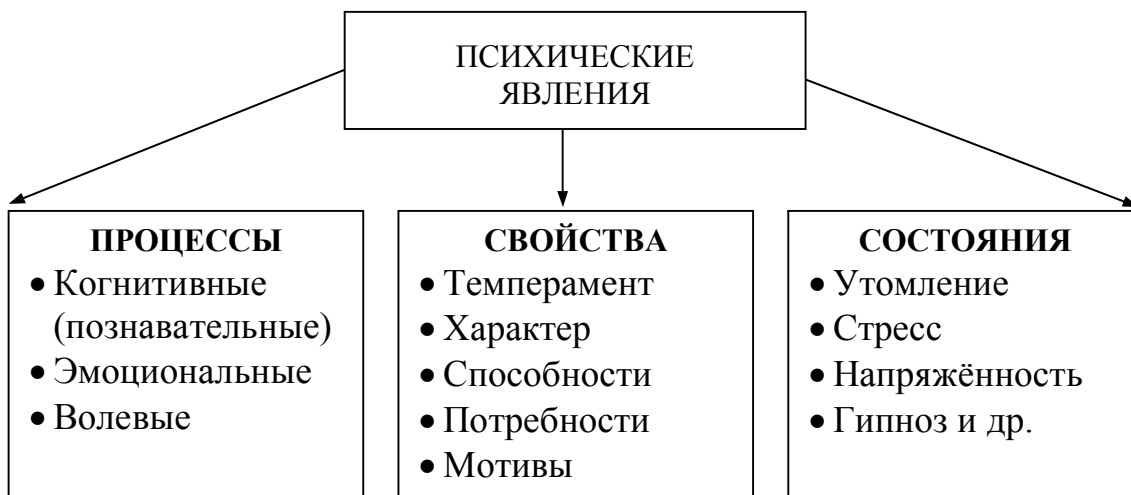 ПСИХИЧЕСКИЕ
ЯВЛЕНИЯ
ПРОЦЕССЫ
• Когнитивные
(познавательные)
• Эмоциональные
• Волевые
СВОЙСТВА
• Темперамент
• Характер
• Способности
• Потребности
• Мотивы
СОСТОЯНИЯ
• Утомление
• Стресс
• Напряжённость
• Гипноз и др.